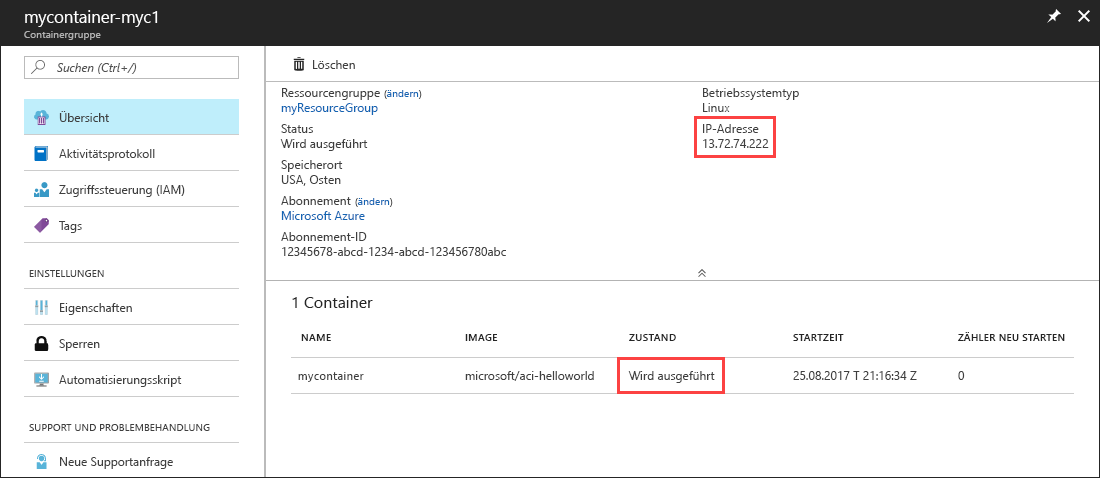 mycontainer-myc1
Containergruppe
Suchen (Ctrl+/)
Übersicht
Aktivitätsprotokoll
Zugriffssteuerung (IAM)
Tags
EINSTELLUNGEN
Eigenschaften
Sperren
Automatisierungsskript
SUPPORT UND PROBLEMBEHANDLUNG
Neue Supportanfrage
Löschen
Ressourcengruppe (ändern)
myResourceGroup
Status
Wird ausgeführt
Speicherort
USA, Osten
Abonnement (ändern)
Microsoft Azure
Abonnement-ID
12345678-abcd-1234-abcd-123456780abc
Betriebssystemtyp
Linux
IP-Adresse
13.72.74.222
1 Container
NAME IMAGE ZUSTAND STARTZEIT ZÄHLER NEU STARTEN
mycontainer microsoft/aci-helloworld Wird ausgeführt 25.08.2017 T 21:16:34 Z 0